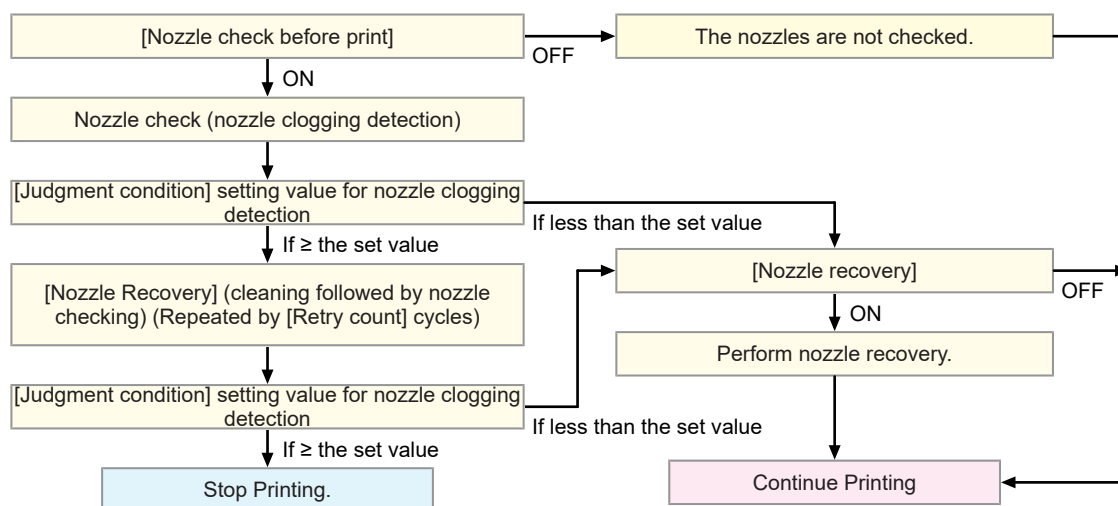 [Nozzle check before print]
OFF
The nozzles are not checked.
ON
Nozzle check (nozzle clogging detection)
[Judgment condition] setting value for nozzle clogging
detection
If less than the set value
If ≥ the set value
[Nozzle recovery]
OFF
[Nozzle Recovery] (cleaning followed by nozzle
checking) (Repeated by [Retry count] cycles)
ON
Perform nozzle recovery.
[Judgment condition] setting value for nozzle clogging
detection
If less than the set value
If ≥ the set value
Stop Printing.
Continue Printing